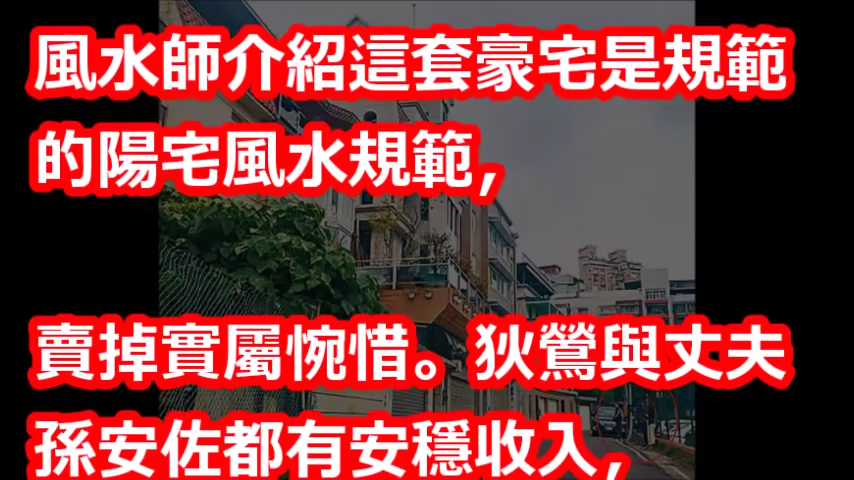 風水師介紹這套豪宅是規範
的陽宅風水規範，
賣掉實屬惋惜。狄鶯與丈夫
孫安佐都有安穩收入，